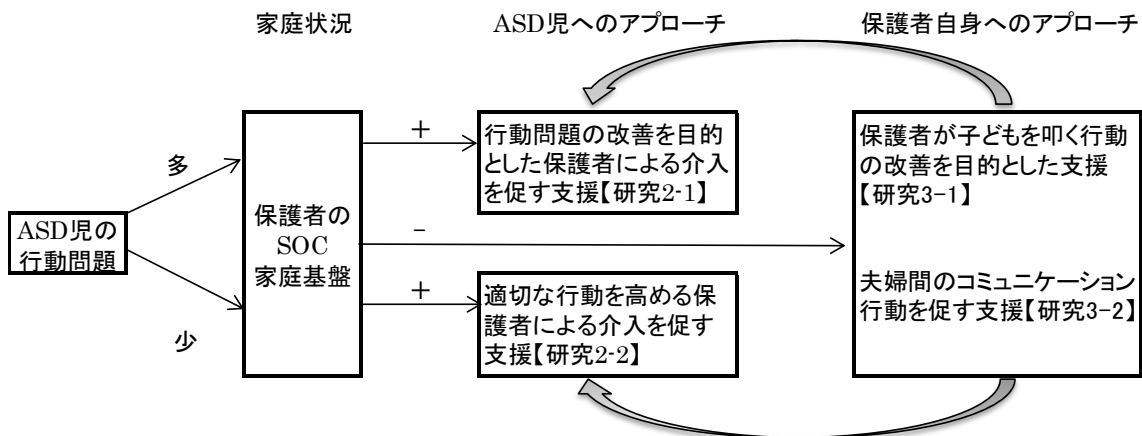 家庭状況
ASD児へのアプローチ
保護者自身へのアプローチ
多
少
ASD児の
行動問題
保護者の
SOC
家庭基盤
+
-
+
行動問題の改善を目的
とした保護者による介入
を促す支援【研究2-1】
適切な行動を高める保
護者による介入を促す
支援【研究2-2】
保護者が子どもを叩く行動
の改善を目的とした支援
【研究3-1】
夫婦間のコミュニケーション
行動を促す支援【研究3-2】